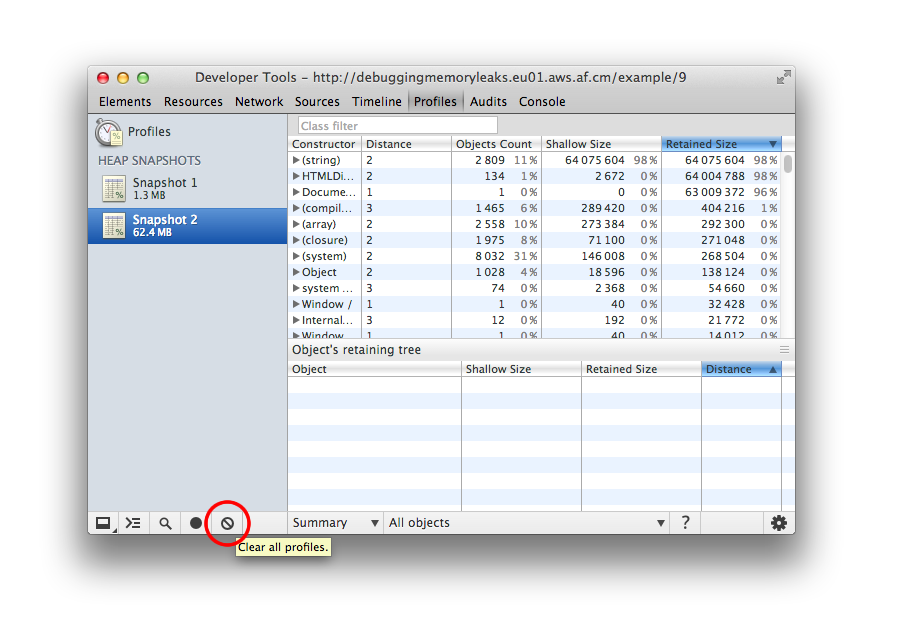 Developer Tools - http://debuggingmemoryleaks.eu01.aws.af.cm/example/9
Elements Resources Network Sources Timeline Profiles Audits Console
Profiles
HEAP SNAPSHOTS
Snapshot 1
1.3 MB
Snapshot 2
62.4 MB
Class filter
Constructor Distance Objects Count Shallow Size Retained Size
(string) 2 2 809 11% 64 075 604 98% 64 075 604 98%
HTMLDi... 2 134 1% 2 672 0% 64 004 788 98%
Docume... 1 1 0% 0 0% 63 009 372 96%
(compil... 3 1 465 6% 289 420 0% 404 216 1%
(array) 2 2 558 10% 273 384 0% 292 300 0%
(closure) 2 1 975 8% 71 100 0% 271 048 0%
(system) 2 8 032 31% 146 008 0% 268 504 0%
Object 2 1 028 4% 18 596 0% 138 124 0%
system ... 3 74 0% 2 368 0% 54 660 0%
Window / 1 1 0% 40 0% 32 428 0%
Internal... 3 12 0% 192 0% 21 772 0%
Window 1 1 0% 40 0% 14 012 0%
Object's retaining tree
Object Shallow Size Retained Size Distance
Summary All objects ?
Clear all profiles.